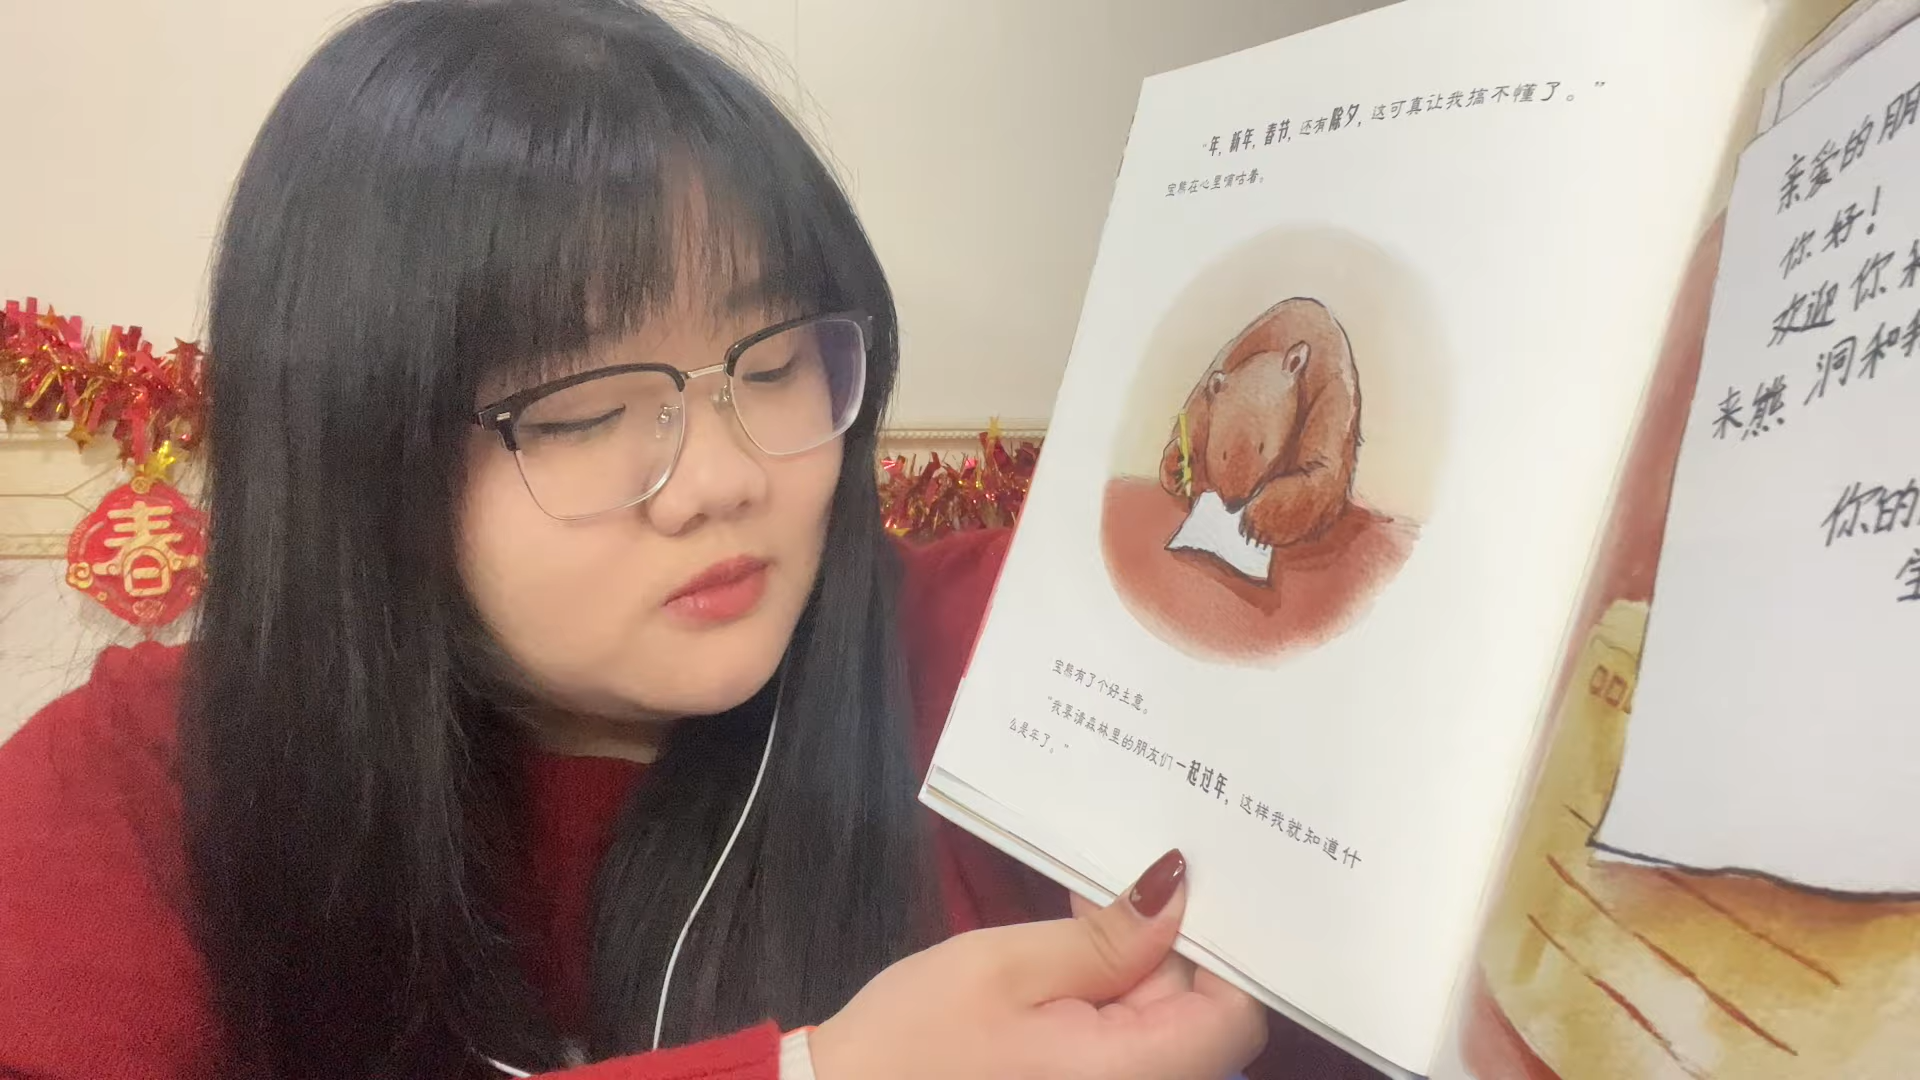 春
“年，新年，春节，还有除夕，这可真让我搞不懂了。”
宝熊在心里嘀咕着。
宝熊有了个好主意。
“我要请森林里的朋友们一起过年，这样我就知道什
么是年了。”
亲爱的朋
你好！
欢迎你和
来熊洞和我
你的
宝